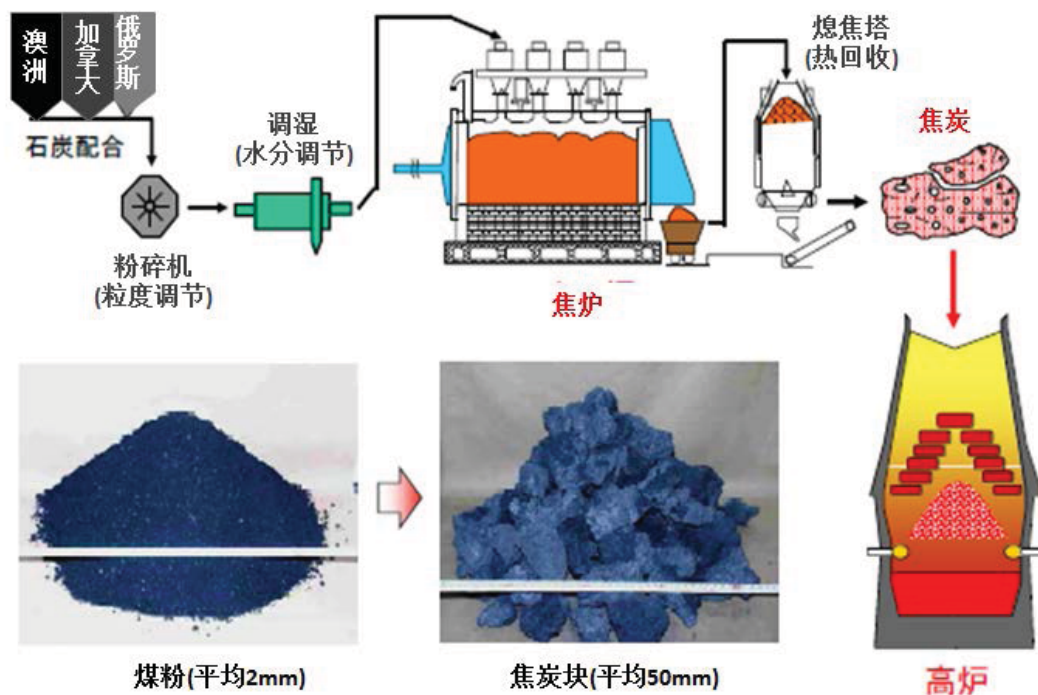 澳洲
加拿大
俄罗斯
石炭配合
粉碎机
(粒度调节)
调湿
(水分调节)
焦炉
熄焦塔
(热回收)
焦炭
高炉
煤粉(平均2mm)
焦炭块(平均50mm)